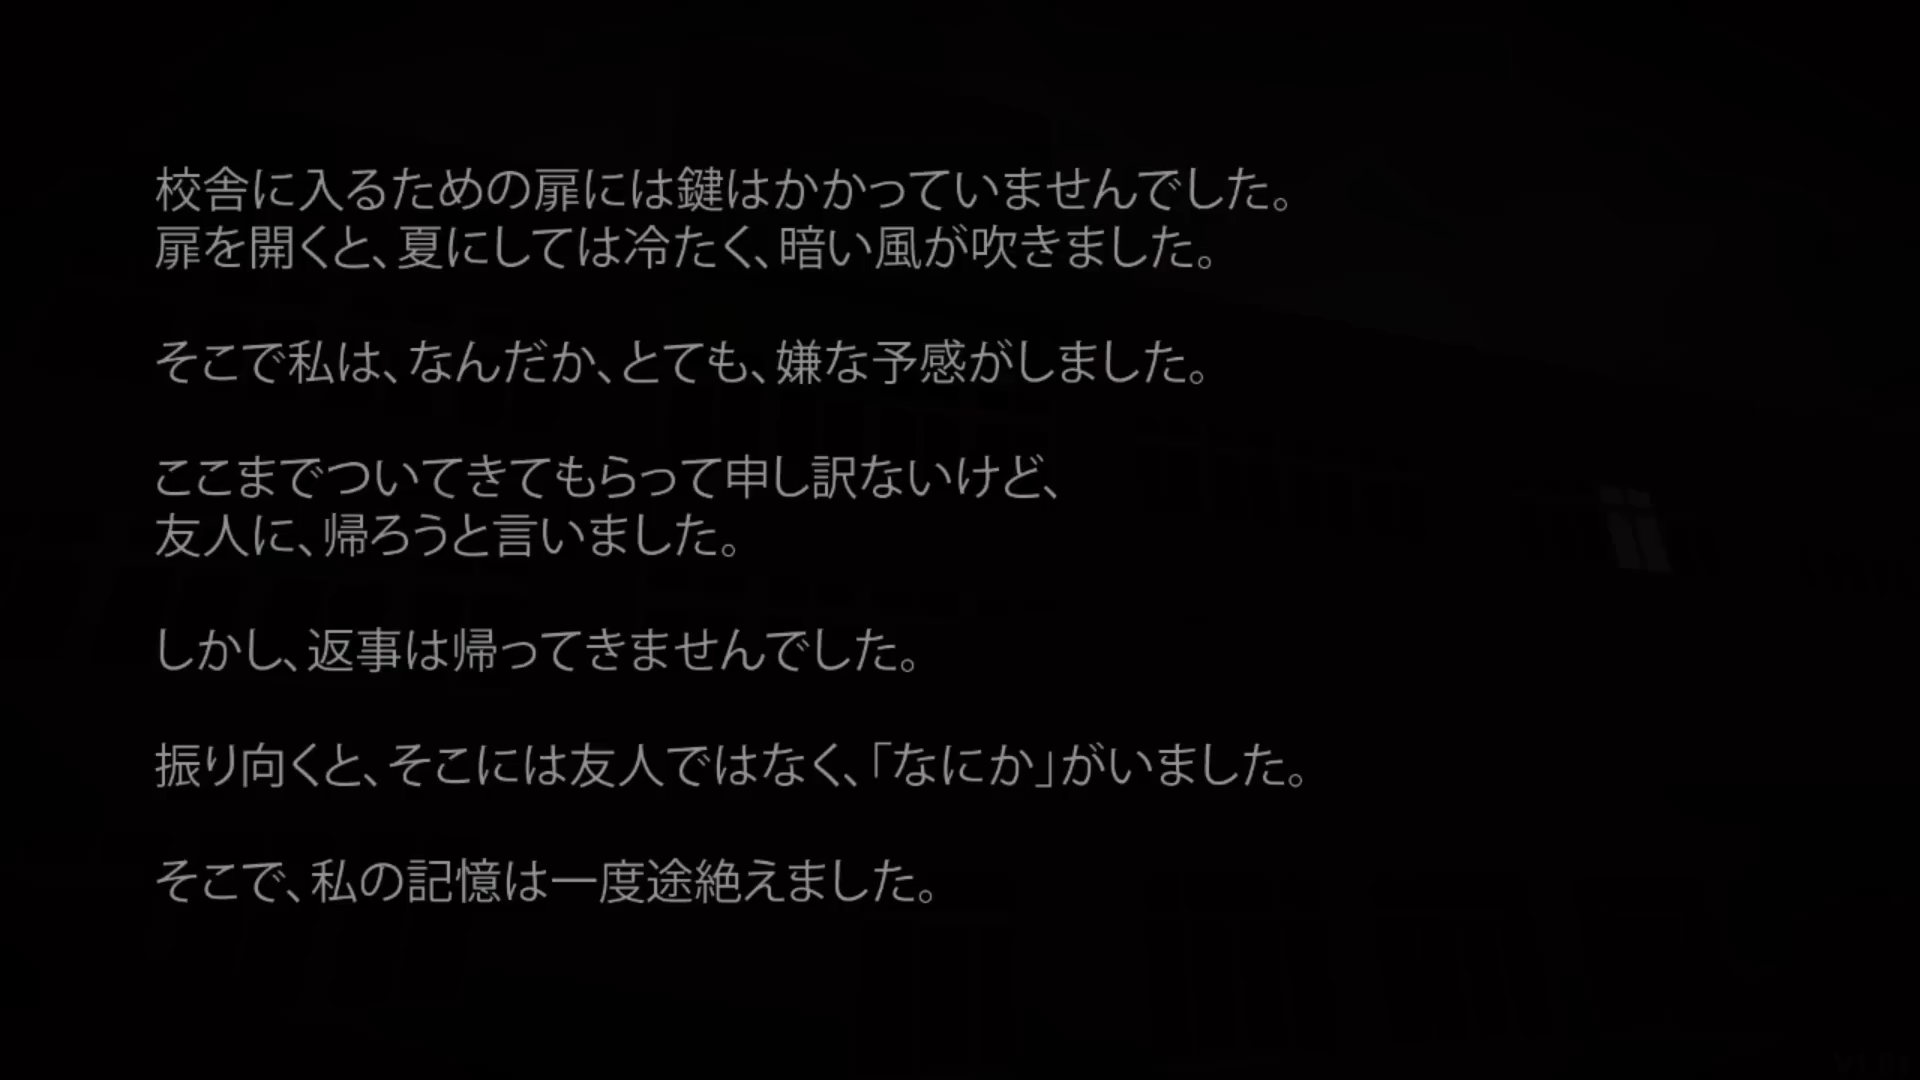 校舎に入るための扉には鍵はかかっていませんでした。
扉を開くと、夏にしては冷たく、暗い風が吹きました。
そこで私は、なんだか、とても、嫌な予感がしました。
ここまでついてきてもらって申し訳ないけど、
友人に、帰ろうと言いました。
しかし、返事は帰ってきませんでした。
振り向くと、そこには友人ではなく、「なにか」がいました。
そこで、私の記憶は一度途絶えました。